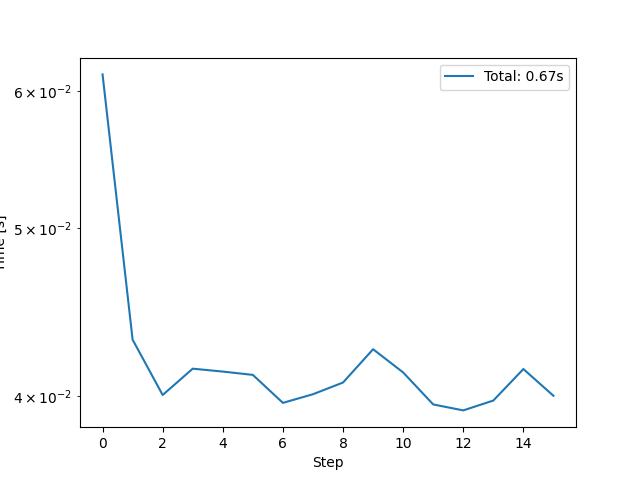 Total: 0.67s
6 × 10⁻²
5 × 10⁻²
4 × 10⁻²
[s]
0 2 4 6 8 10 12 14
Step